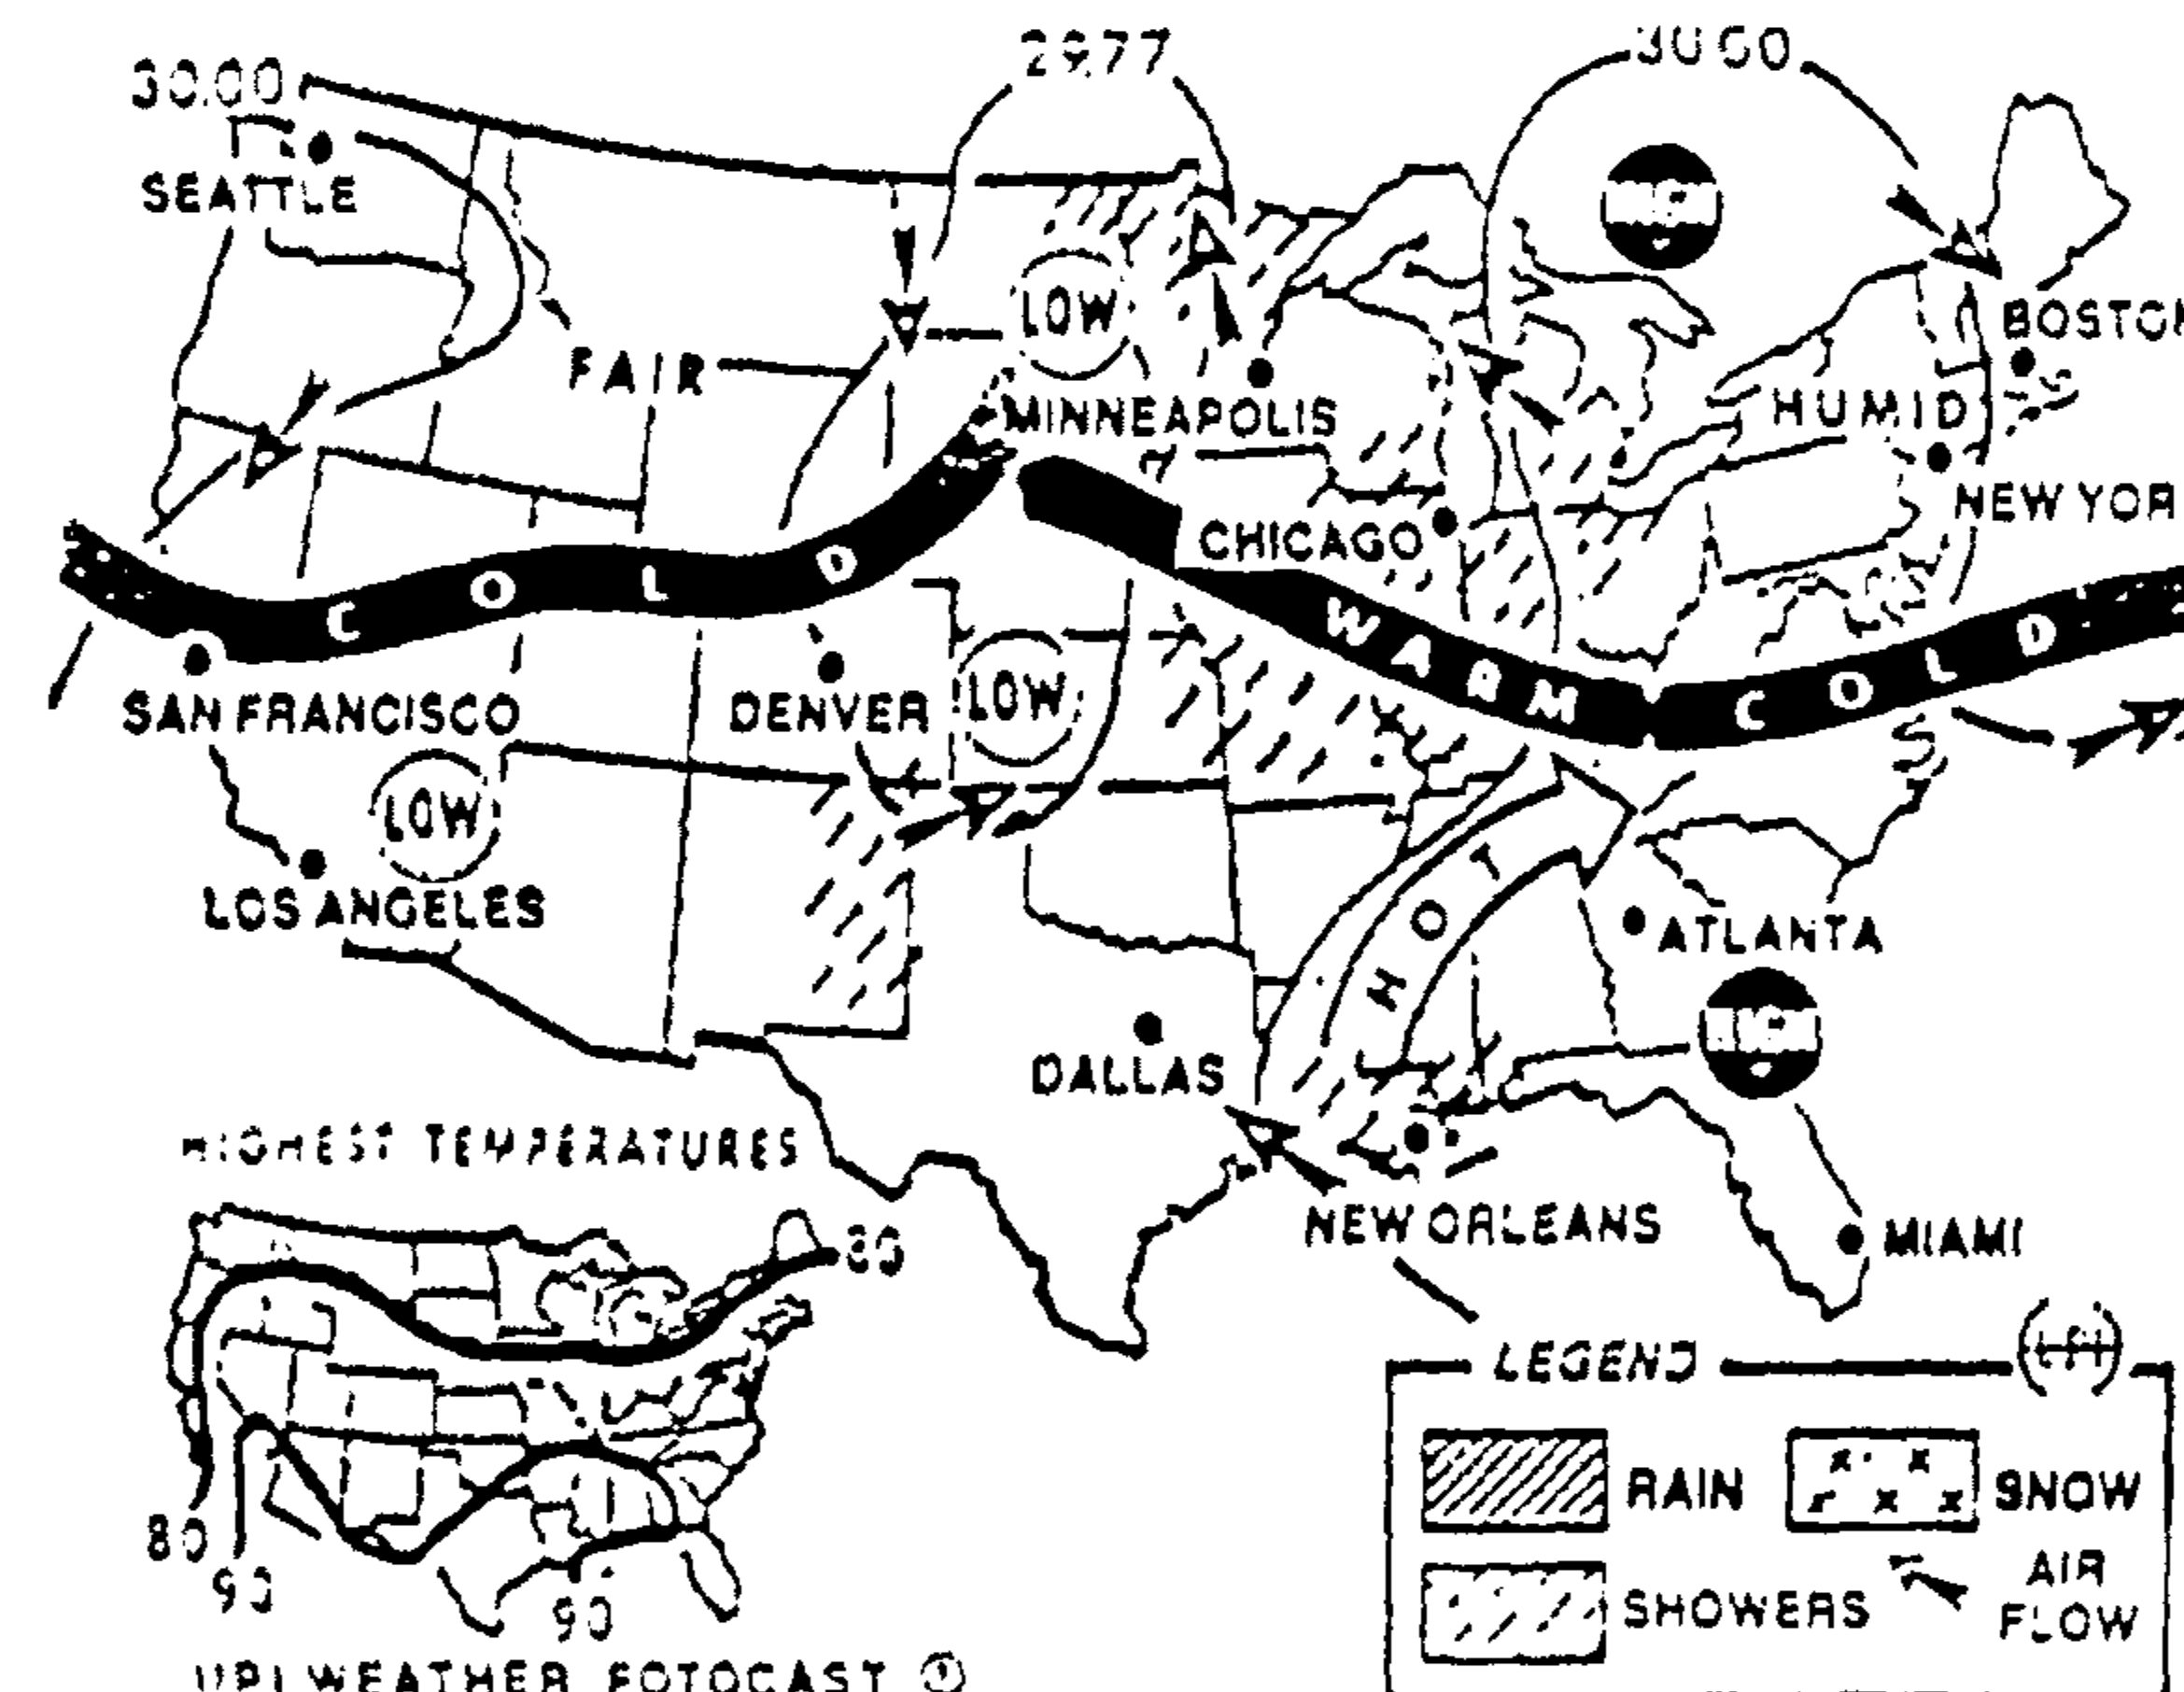 29.77
30.00
SEATTLE
LOW
BOSTON
FAIR
MINNEAPOLIS
HUMID
NEW YOR
CHICAGO
COLD
WARM
COLD
SAN FRANCISCO
DENVER
LOW
LOW
LOS ANGELES
HOT
ATLANTA
DALLAS
HIGHEST TEMPERATURES
NEW ORLEANS
MIAMI
80
LEGEND
RAIN
SNOW
80
90
90
SHOWERS
AIR
FLOW
UPI WEATHER FOTOCAST